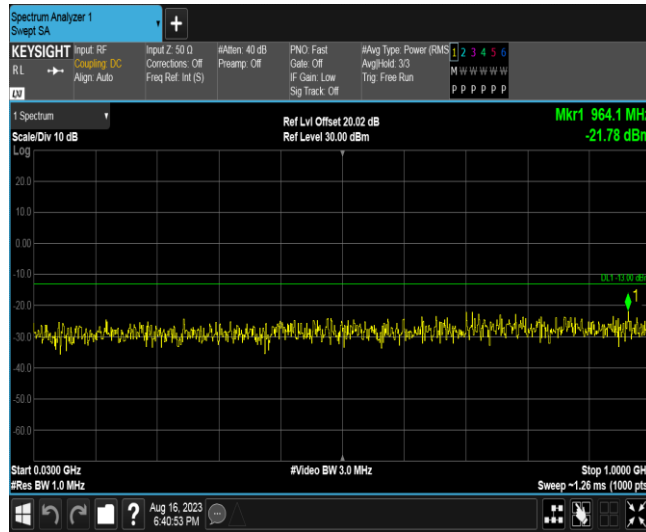 Spectrum Analyzer 1
Swept SA
KEYSIGHT
RL
LXI
Input: RF
Coupling: DC
Align: Auto
Input Z: 50 Ω
Corrections: Off
Freq Ref: Int (S)
#Atten: 40 dB
Preamp: Off
PNO: Fast
Gate: Off
IF Gain: Low
Sig Track: Off
#Avg Type: Power (RMS
Avg|Hold: 3/3
Trig: Free Run
1 2 3 4 5 6
M W W W W W
P P P P P P
1 Spectrum
Scale/Div 10 dB
Log
Ref Lvl Offset 20.02 dB
Ref Level 30.00 dBm
Mkr1 964.1 MHz
-21.78 dBm
20.0
10.0
0.00
-10.0
-20.0
-30.0
-40.0
-50.0
-60.0
DL1 -13.00 dBm
1
Start 0.0300 GHz
#Res BW 1.0 MHz
#Video BW 3.0 MHz
Stop 1.0000 GHz
Sweep ~1.26 ms (1000 pts)
?
Aug 16, 2023
6:40:53 PM